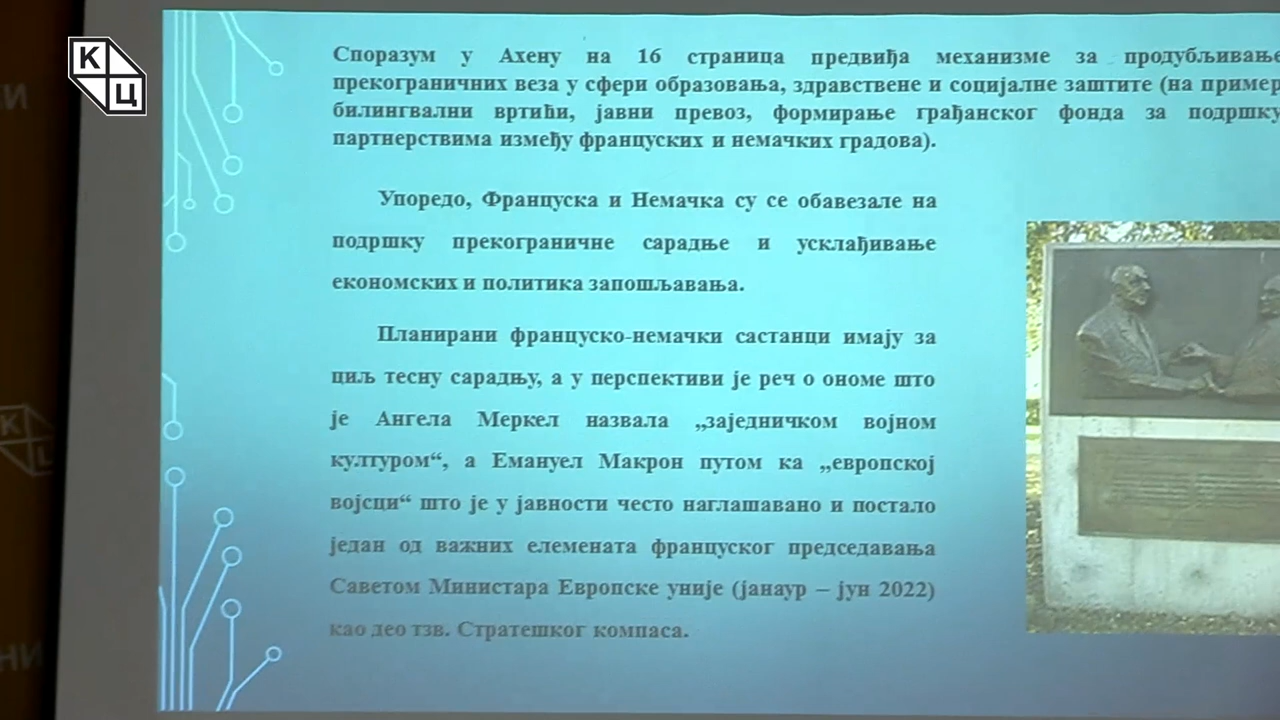 К
Ц
Споразум у Ахену на 16 страница предвиђа механизме за продубљивање
прекограничних веза у сфери образовања, здравствене и социјалне заштите (на пример
билингвални вртићи, јавни превоз, формирање грађанског фонда за подршку
партнерствима између француских и немачких градова).
Упоредо, Француска и Немачка су се обавезале на
подршку прекограничне сарадње и усклађивање
економских и политика запошљавања.
Планирани француско-немачки састанци имају за
циљ тесну сарадњу, а у перспективи је реч о ономе што
је Ангела Меркел назвала „заједничком војном
културом“, а Емануел Макрон путом ка „европској
војсци“ што је у јавности често наглашавано и постало
један од важних елемената француског председавања
Саветом Министара Европске уније (јанаур – јун 2022)
као део тзв. Стратешког компаса.